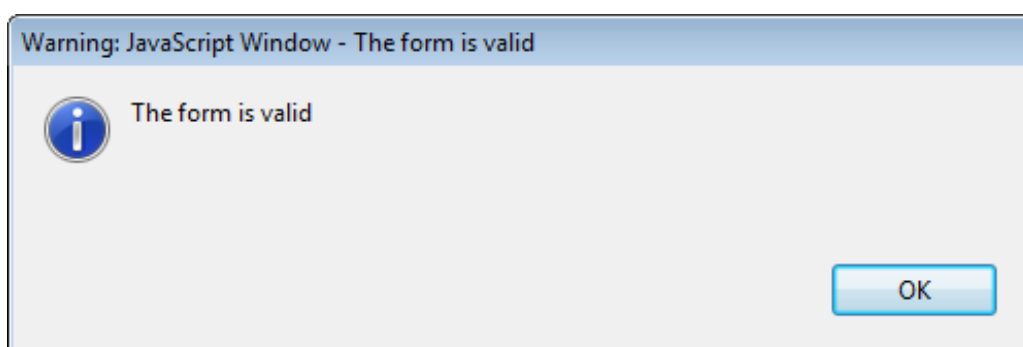 Warning: JavaScript Window - The form is valid
The form is valid
OK